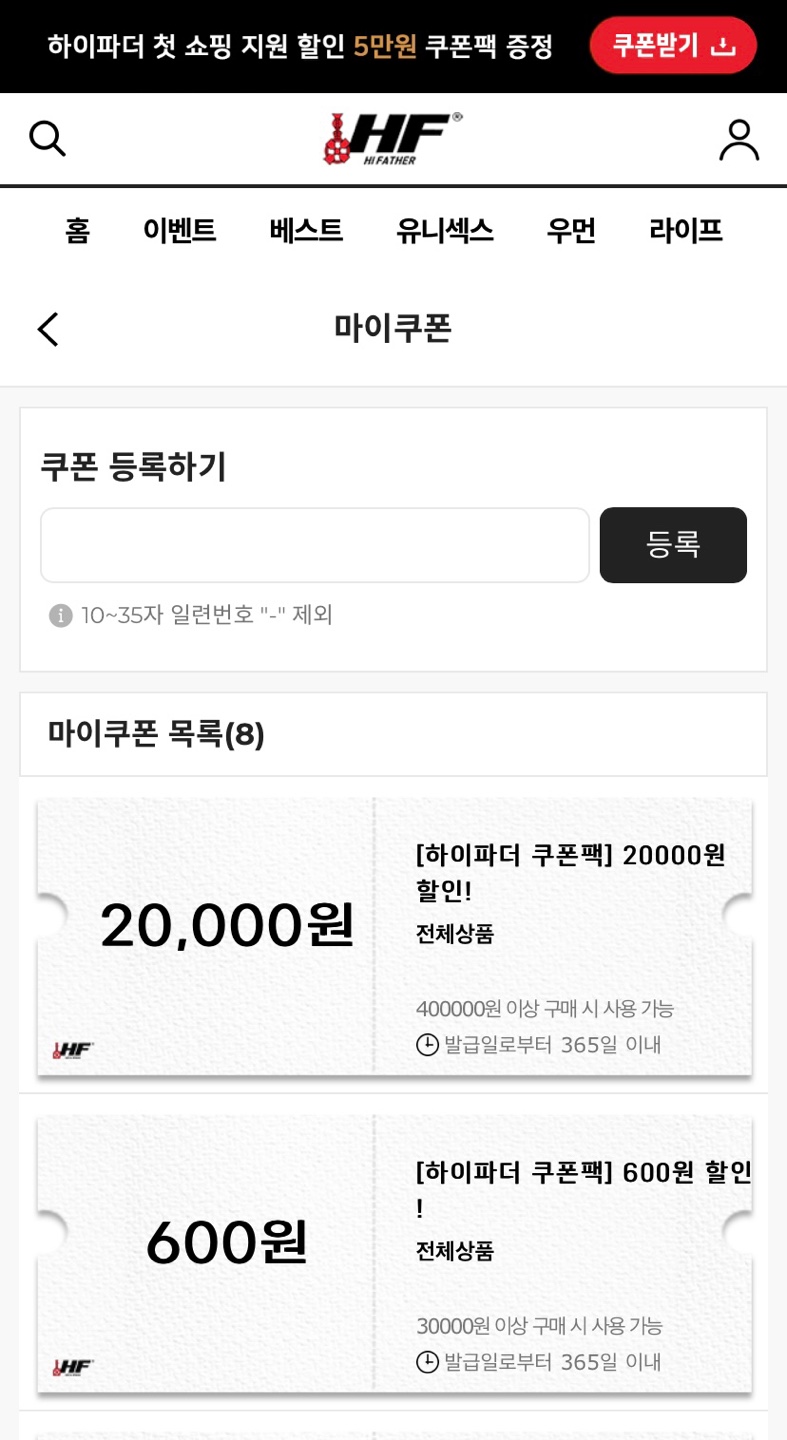 하이파더 첫 쇼핑 지원 할인 5만원 쿠폰팩 증정
쿠폰받기
HF®
HI FATHER
홈 이벤트 베스트 유니섹스 우먼 라이프
마이쿠폰
쿠폰 등록하기
등록
10~35자 일련번호 "-" 제외
마이쿠폰 목록(8)
20,000원
[하이파더 쿠폰팩] 20000원
할인!
전체상품
400000원 이상 구매 시 사용 가능
발급일로부터 365일 이내
HF
600원
[하이파더 쿠폰팩] 600원 할인
!
전체상품
30000원 이상 구매 시 사용 가능
발급일로부터 365일 이내
HF